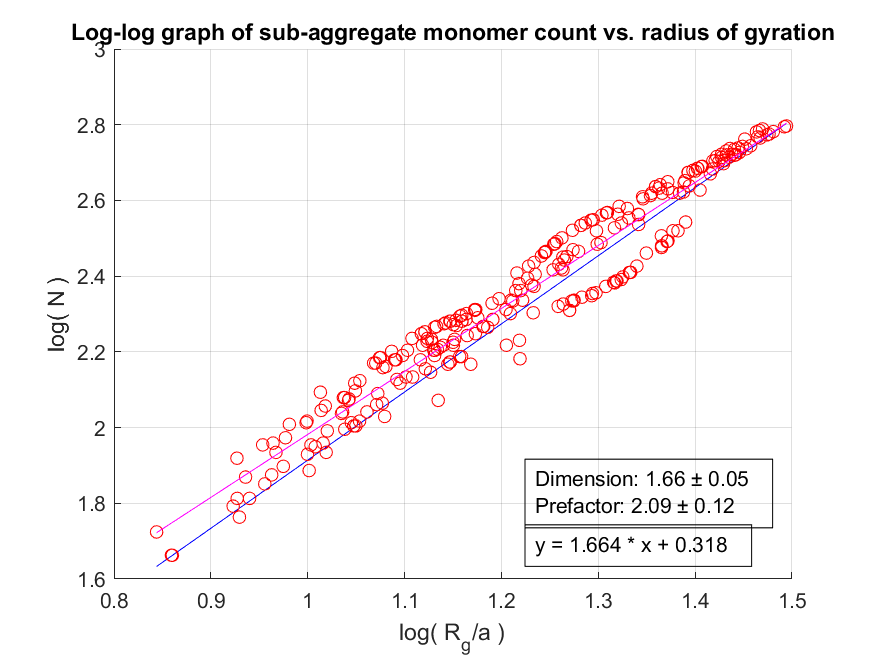 Log-log graph of sub-aggregate monomer count vs. radius of gyration
3
2.8
2.6
2.4
2.2
2
1.8
1.6
log( N )
Dimension: 1.66 ± 0.05
Prefactor: 2.09 ± 0.12
y = 1.664 * x + 0.318
0.8 0.9 1 1.1 1.2 1.3 1.4 1.5
log( R_g/a )